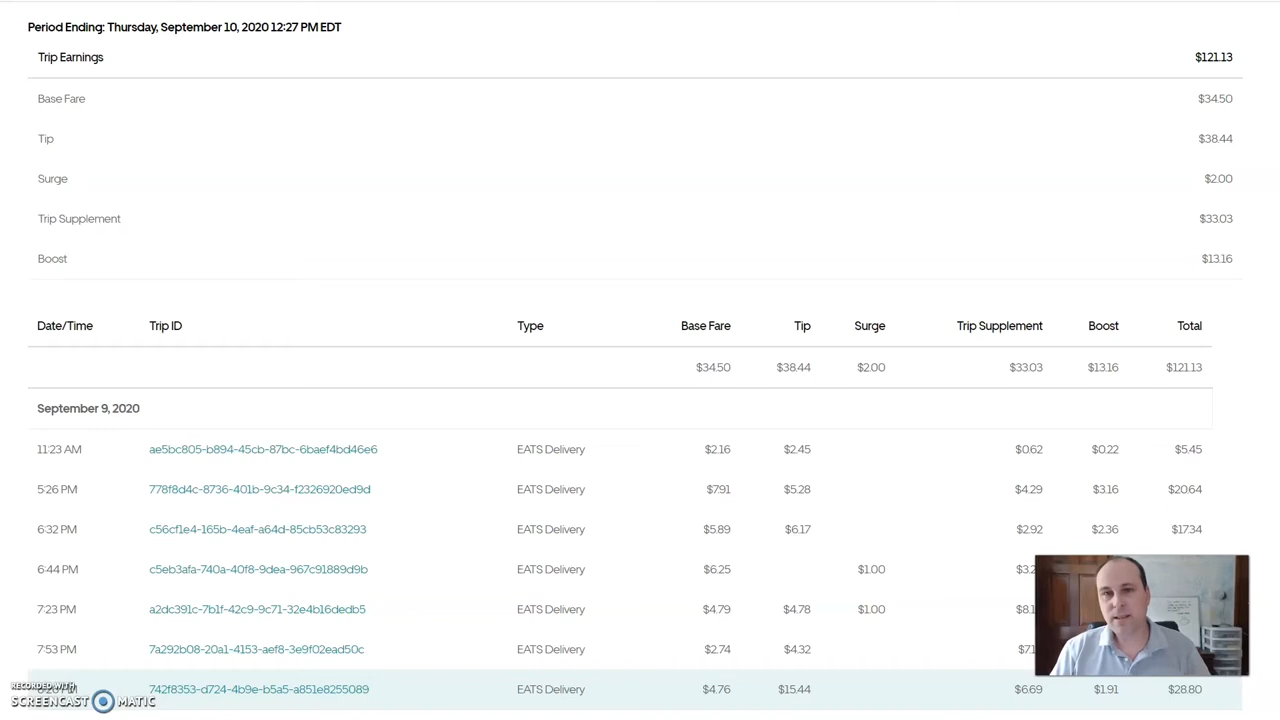 Period Ending: Thursday, September 10, 2020 12:27 PM EDT
Trip Earnings $121.13
Base Fare $34.50
Tip $38.44
Surge $2.00
Trip Supplement $33.03
Boost $13.16
Date/Time Trip ID Type Base Fare Tip Surge Trip Supplement Boost Total
$34.50 $38.44 $2.00 $33.03 $13.16 $121.13
September 9, 2020
11:23 AM ae5bc805-b894-45cb-87bc-6baef4bd46e6 EATS Delivery $2.16 $2.45 $0.62 $0.22 $5.45
5:26 PM 778f8d4c-8736-401b-9c34-f2326920ed9d EATS Delivery $7.91 $5.28 $4.29 $3.16 $20.64
6:32 PM c56cf1e4-165b-4eaf-a64d-85cb53c83293 EATS Delivery $5.89 $6.17 $2.92 $2.36 $17.34
6:44 PM c5eb3afa-740a-40f8-9dea-967c91889d9b EATS Delivery $6.25 $1.00
7:23 PM a2dc391c-7b1f-42c9-9c71-32e4b16dedb5 EATS Delivery $4.79 $4.78 $1.00
7:53 PM 7a292b08-20a1-4153-aef8-3e9f02ead50c EATS Delivery $2.74 $4.32
742f8353-d724-4b9e-b5a5-a851e8255089 EATS Delivery $4.76 $15.44 $6.69 $1.91 $28.80
RECORDED WITH
SCREENCAST MATIC